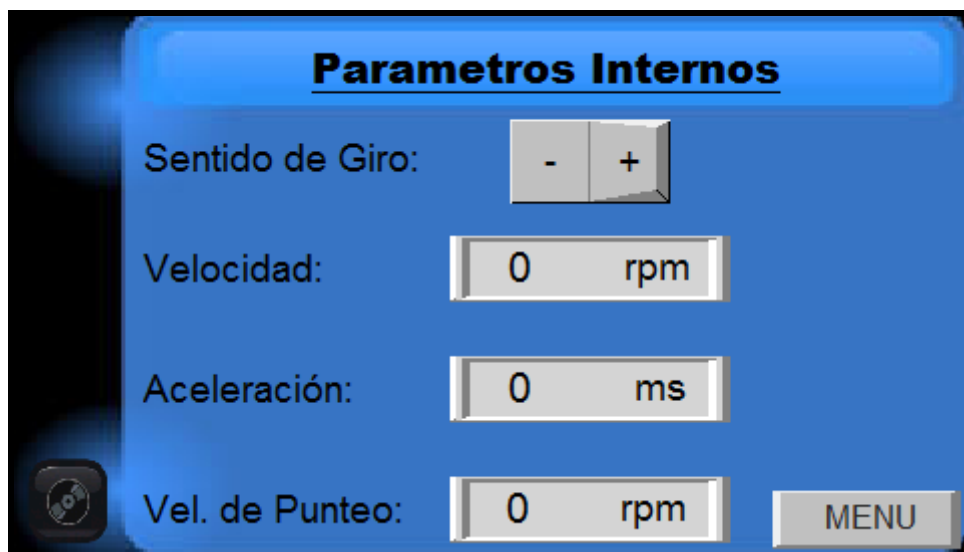 Parametros Internos
Sentido de Giro: - +
Velocidad: 0 rpm
Aceleración: 0 ms
Vel. de Punteo: 0 rpm
MENU